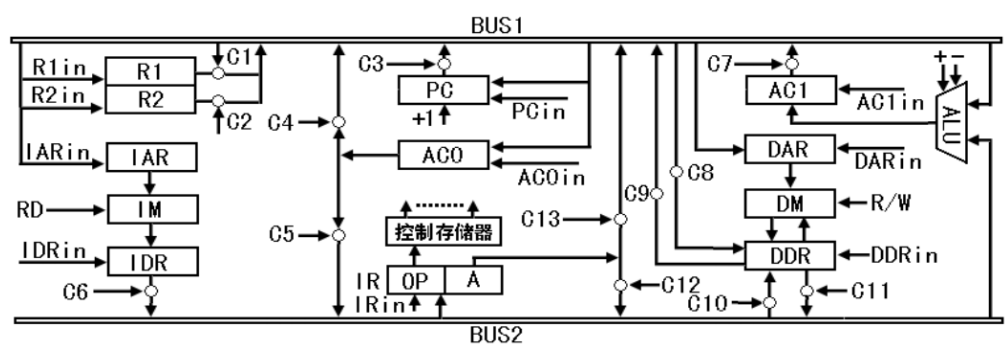 BUS1
R1in
R1
C1
R2in
R2
C2
C3
PC
+1
PCin
C4
AC0
AC0in
C7
AC1
AC1in
+ -
ALU
IARin
IAR
DAR
DARin
C8
C9
RD
IM
DM
R/W
C13
C5
控制存储器
IDRin
IDR
DDR
DDRin
C6
IR
OP
A
IRin
C12
C10
C11
BUS2